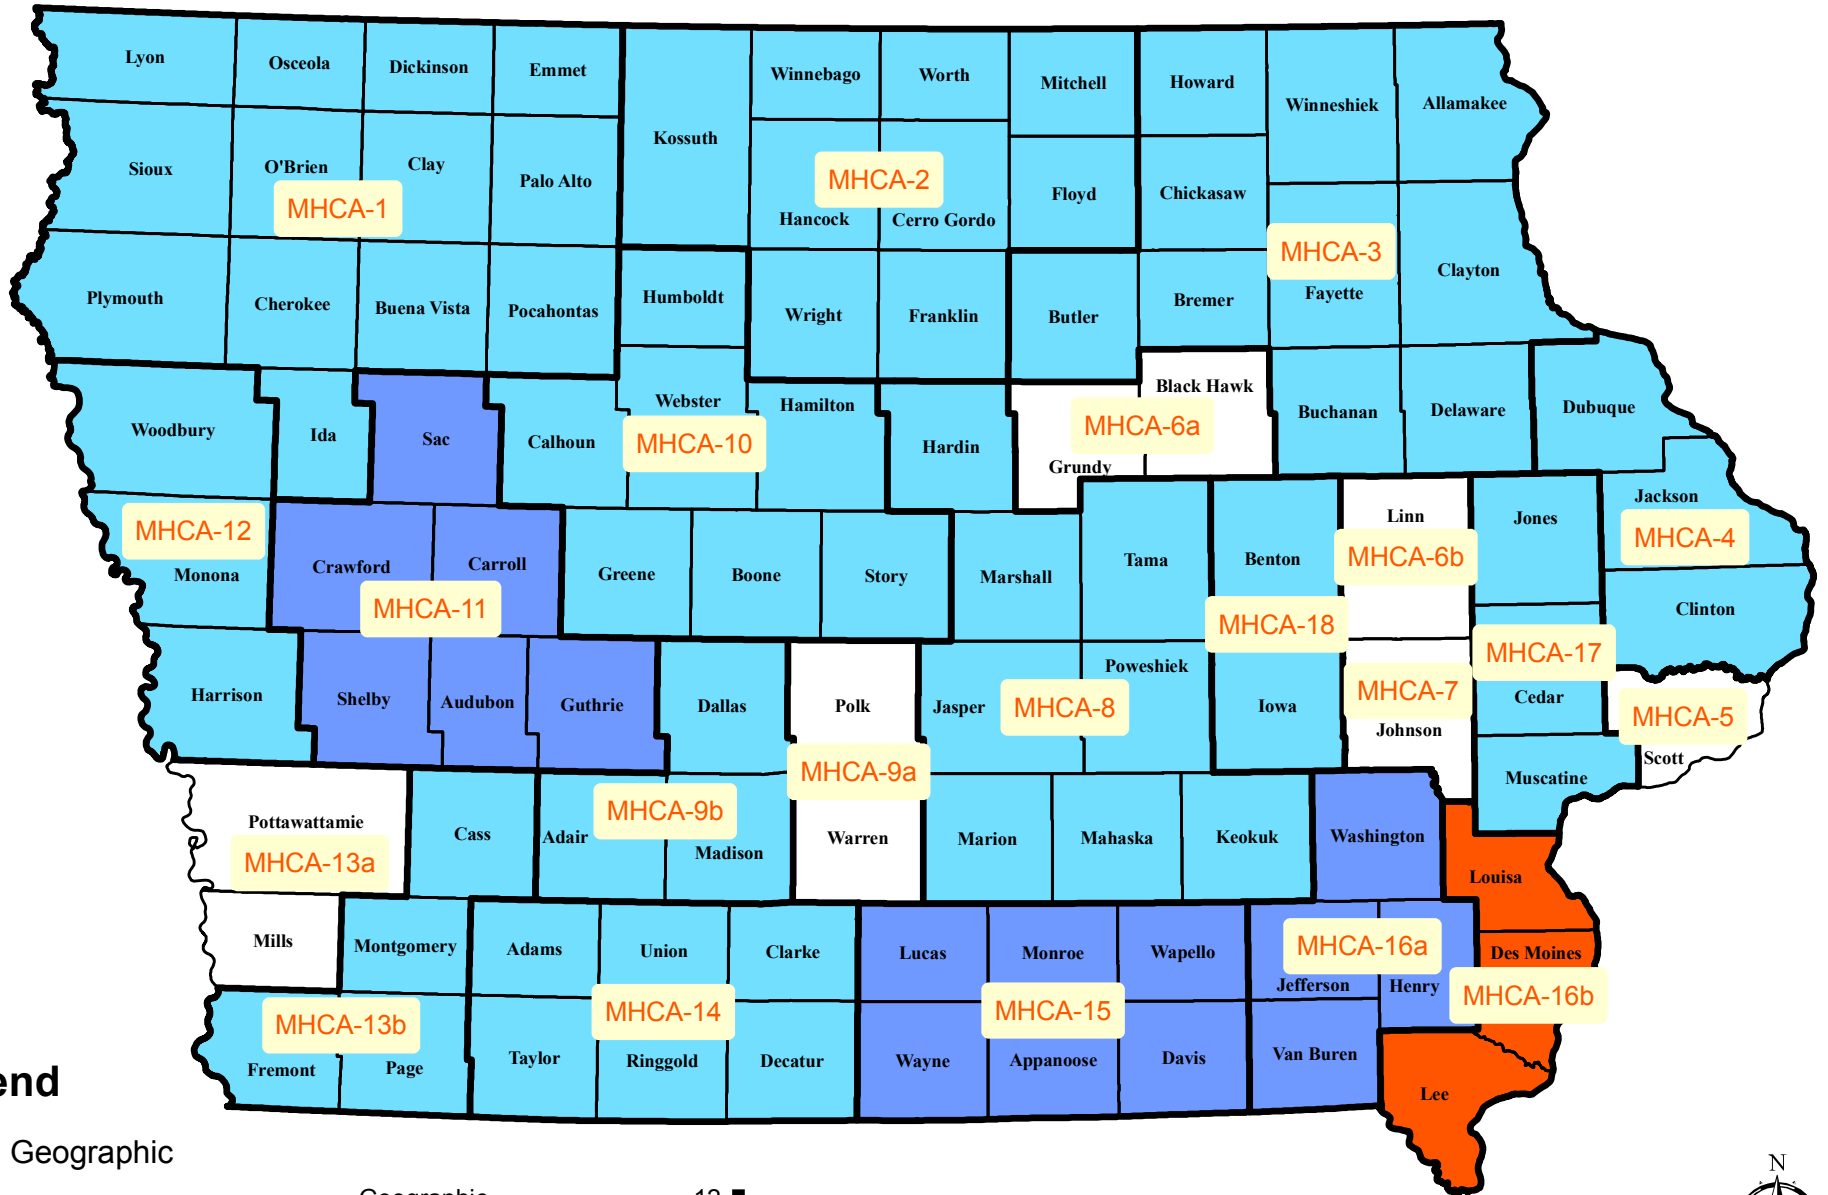 Lyon
Osceola
Dickinson
Emmet
Kossuth
Winnebago
Worth
Mitchell
Howard
Winneshiek
Allamakee
Sioux
O'Brien
Clay
Palo Alto
MHCA-1
MHCA-2
Hancock
Cerro Gordo
Floyd
Chickasaw
MHCA-3
Fayette
Clayton
Plymouth
Cherokee
Buena Vista
Pocahontas
Humboldt
Wright
Franklin
Butler
Bremer
Woodbury
Ida
Sac
Calhoun
Webster
MHCA-10
Hamilton
Hardin
Black Hawk
MHCA-6a
Grundy
Buchanan
Delaware
Dubuque
MHCA-12
Monona
Crawford
Carroll
MHCA-11
Greene
Boone
Story
Marshall
Tama
Benton
MHCA-18
Linn
MHCA-6b
Jones
Jackson
MHCA-4
Clinton
Harrison
Shelby
Audubon
Guthrie
Dallas
Polk
Jasper
MHCA-8
Poweshiek
Iowa
MHCA-7
Johnson
MHCA-17
Cedar
MHCA-5
Scott
Muscatine
Pottawattamie
MHCA-13a
Cass
Adair
MHCA-9b
Madison
MHCA-9a
Warren
Marion
Mahaska
Keokuk
Washington
Louisa
Mills
Montgomery
Adams
Union
Clarke
Lucas
Monroe
Wapello
MHCA-16a
Jefferson
Henry
Des Moines
MHCA-16b
MHCA-13b
Fremont
Page
MHCA-14
Taylor
Ringgold
Decatur
MHCA-15
Wayne
Appanoose
Davis
Van Buren
Lee
end
Geographic
Geographic
12
N